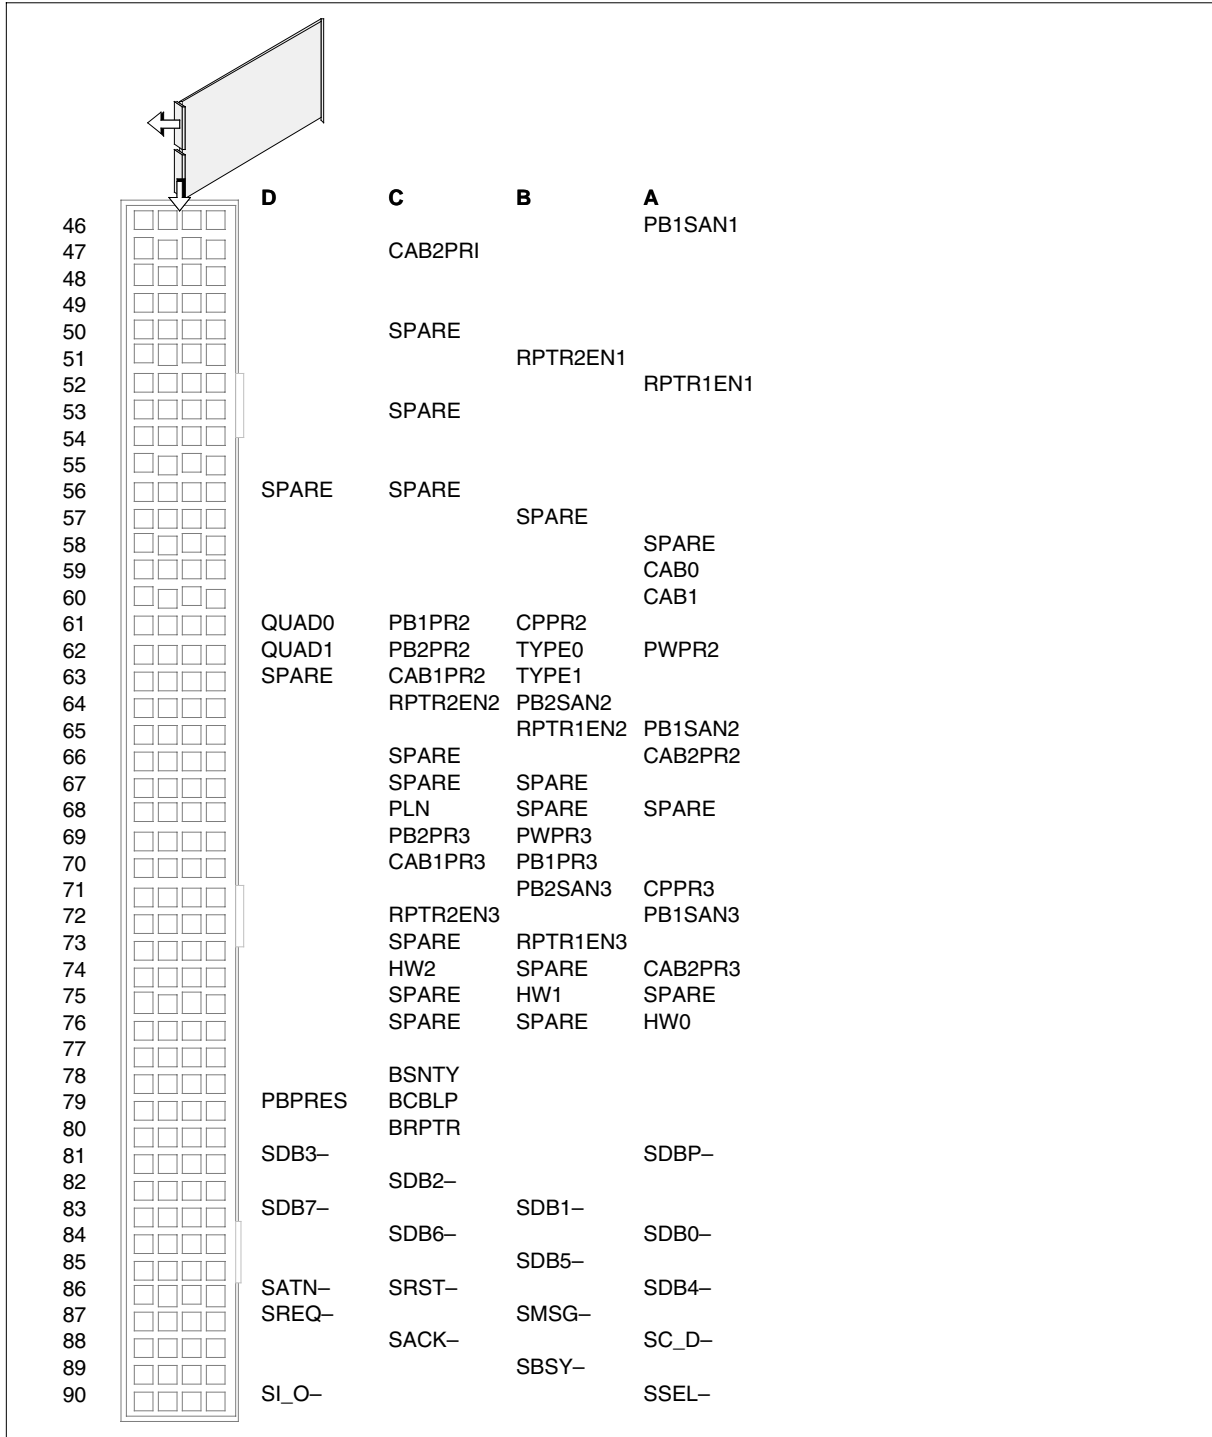 D C B A
46 PB1SAN1
47 CAB2PRI
48
49
50 SPARE
51 RPTR2EN1
52 RPTR1EN1
53 SPARE
54
55
56 SPARE SPARE
57 SPARE
58 SPARE
59 CAB0
60 CAB1
61 QUAD0 PB1PR2 CPPR2
62 QUAD1 PB2PR2 TYPE0 PWPR2
63 SPARE CAB1PR2 TYPE1
64 RPTR2EN2 PB2SAN2
65 RPTR1EN2 PB1SAN2
66 SPARE CAB2PR2
67 SPARE SPARE
68 PLN SPARE SPARE
69 PB2PR3 PWPR3
70 CAB1PR3 PB1PR3
71 PB2SAN3 CPPR3
72 RPTR2EN3 PB1SAN3
73 SPARE RPTR1EN3
74 HW2 SPARE CAB2PR3
75 SPARE HW1 SPARE
76 SPARE SPARE HW0
77
78 BSNTY
79 PBPRES BCBLP
80 BRPTR
81 SDB3– SDBP–
82 SDB2–
83 SDB7– SDB1–
84 SDB6– SDB0–
85 SDB5–
86 SATN– SRST– SDB4–
87 SREQ– SMSG–
88 SACK– SC_D–
89 SBSY–
90 SI_O– SSEL–